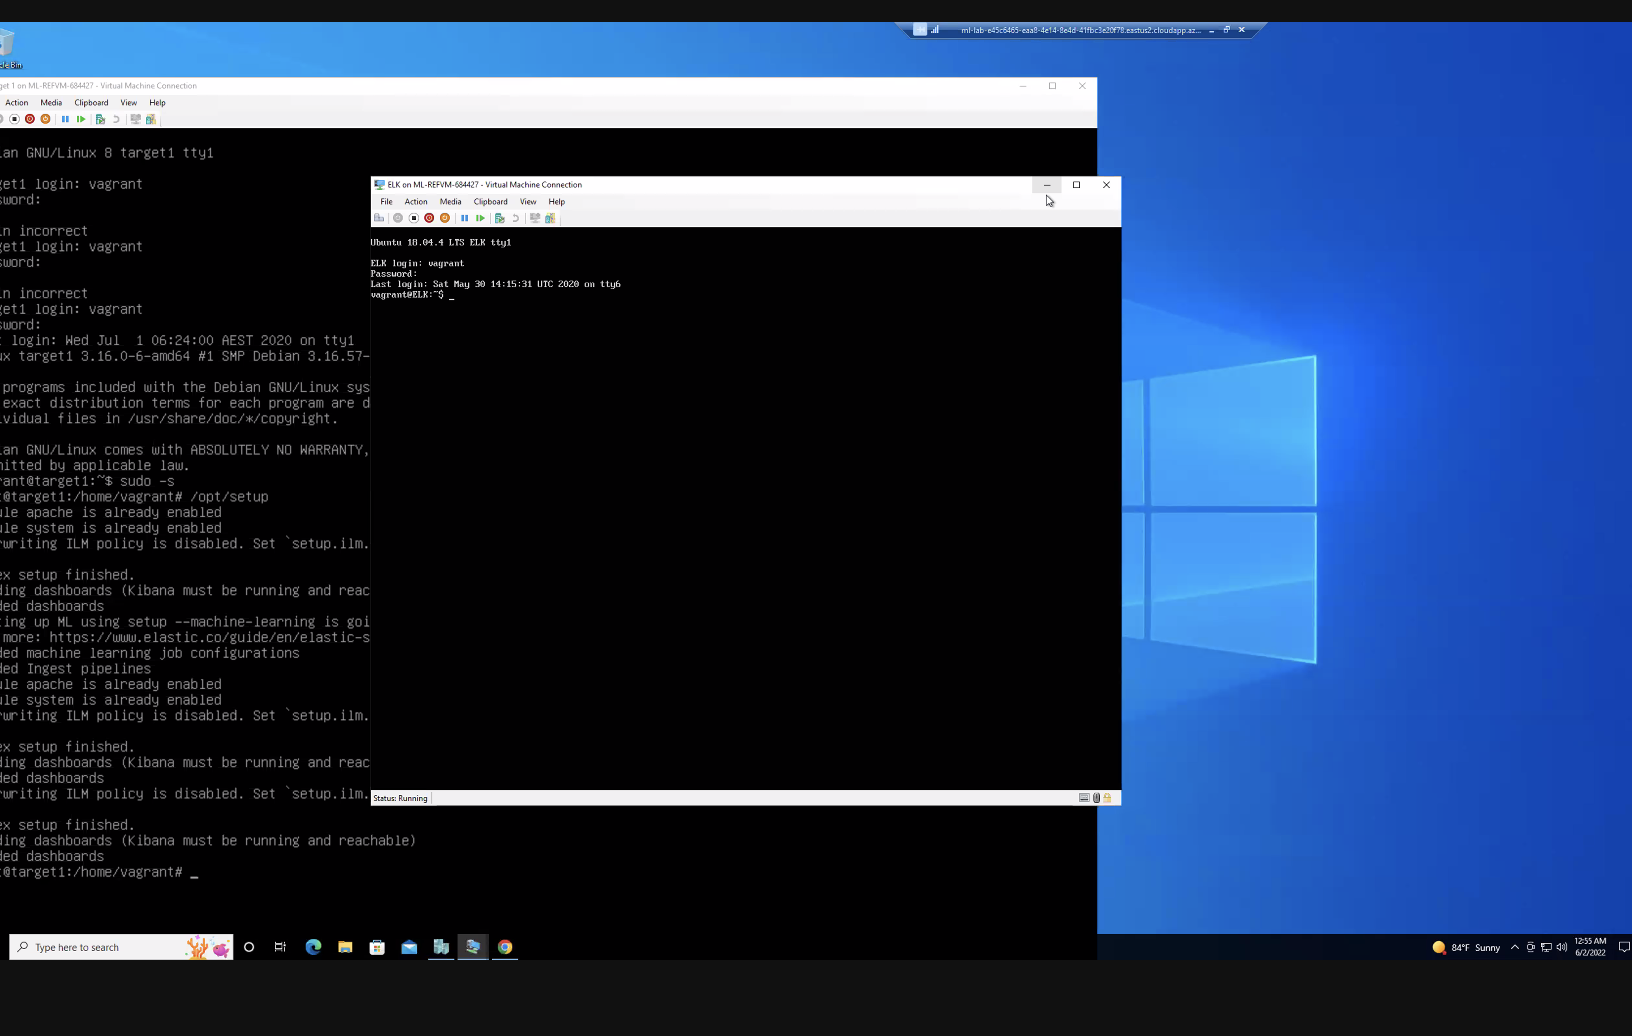 ml-lab-e45c6465-eaa8-4e14-8e4d-41fbc3e20f78.eastus2.cloudapp.az...
cle Bin
get 1 on ML-REFVM-684427 - Virtual Machine Connection
Action Media Clipboard View Help
ian GNU/Linux 8 target1 tty1
get1 login: vagrant
sword:
in incorrect
get1 login: vagrant
sword:
in incorrect
get1 login: vagrant
sword:
t login: Wed Jul 1 06:24:00 AEST 2020 on tty1
ux target1 3.16.0-6-amd64 #1 SMP Debian 3.16.57-
programs included with the Debian GNU/Linux sys
exact distribution terms for each program are d
ividual files in /usr/share/doc/*/copyright.
ian GNU/Linux comes with ABSOLUTELY NO WARRANTY,
mitted by applicable law.
rant@target1:~$ sudo -s
t@target1:/home/vagrant# /opt/setup
ule apache is already enabled
ule system is already enabled
rwriting ILM policy is disabled. Set `setup.ilm.
ex setup finished.
ding dashboards (Kibana must be running and reac
ded dashboards
ting up ML using setup --machine-learning is goi
more: https://www.elastic.co/guide/en/elastic-s
ded machine learning job configurations
ded Ingest pipelines
ule apache is already enabled
ule system is already enabled
rwriting ILM policy is disabled. Set `setup.ilm.
ex setup finished.
ding dashboards (Kibana must be running and reac
ded dashboards
rwriting ILM policy is disabled. Set `setup.ilm.
ex setup finished.
ding dashboards (Kibana must be running and reachable)
ded dashboards
t@target1:/home/vagrant# _
ELK on ML-REFVM-684427 - Virtual Machine Connection
File Action Media Clipboard View Help
Ubuntu 18.04.4 LTS ELK tty1
ELK login: vagrant
Password:
Last login: Sat May 30 14:15:31 UTC 2020 on tty6
vagrant@ELK:~$ _
Status: Running
Type here to search
84°F Sunny
12:55 AM
6/2/2022